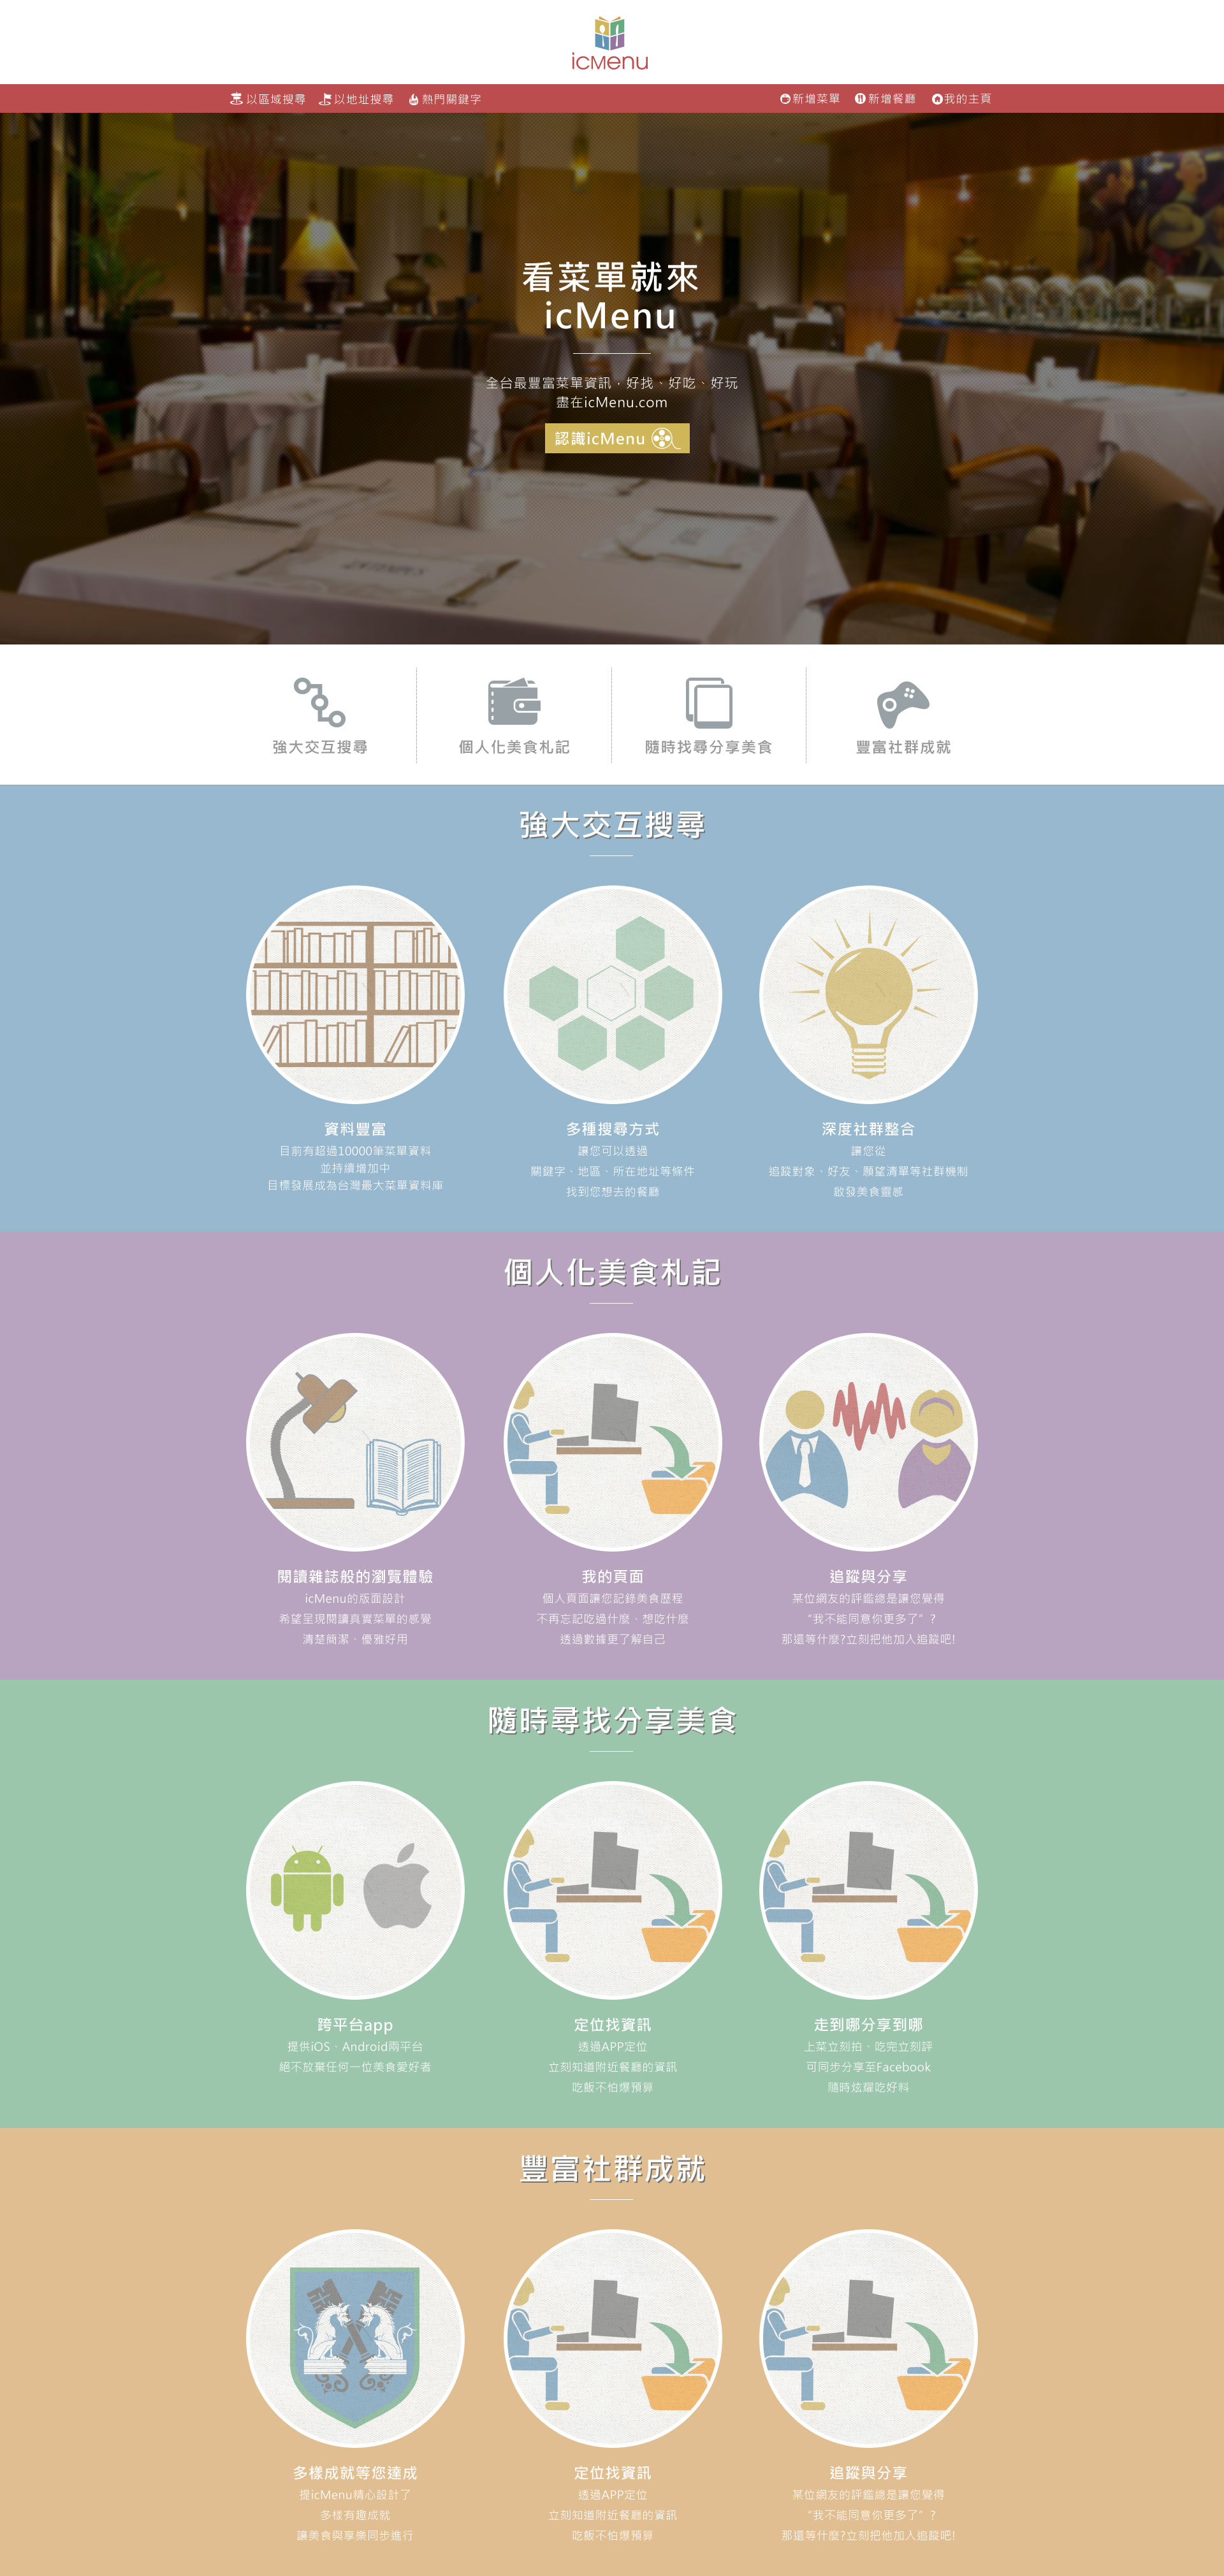 icMenu
以區域搜尋 以地址搜尋 熱門關鍵字 新增菜單 新增餐廳 我的主頁
看菜單就來
icMenu
全台最豐富菜單資訊，好找、好吃、好玩
盡在icMenu.com
認識icMenu
強大交互搜尋 個人化美食札記 隨時找尋分享美食 豐富社群成就
強大交互搜尋
資料豐富
目前有超過10000筆菜單資料
並持續增加中
目標發展成為台灣最大菜單資料庫
多種搜尋方式
讓您可以透過
關鍵字、地區、所在地址等條件
找到您想去的餐廳
深度社群整合
讓您從
追蹤對象、好友、願望清單等社群機制
啟發美食靈感
個人化美食札記
閱讀雜誌般的瀏覽體驗
icMenu的版面設計
希望呈現閱讀真實菜單的感覺
清楚簡潔、優雅好用
我的頁面
個人頁面讓您記錄美食歷程
不再忘記吃過什麼、想吃什麼
透過數據更了解自己
追蹤與分享
某位網友的評鑑總是讓您覺得
“我不能同意你更多了”?
那還等什麼?立刻把他加入追蹤吧!
隨時尋找分享美食
跨平台app
提供iOS、Android兩平台
絕不放棄任何一位美食愛好者
定位找資訊
透過APP定位
立刻知道附近餐廳的資訊
吃飯不怕爆預算
走到哪分享到哪
上菜立刻拍、吃完立刻評
可同步分享至Facebook
隨時炫耀吃好料
豐富社群成就
多樣成就等您達成
提icMenu精心設計了
多樣有趣成就
讓美食與享樂同步進行
定位找資訊
透過APP定位
立刻知道附近餐廳的資訊
吃飯不怕爆預算
追蹤與分享
某位網友的評鑑總是讓您覺得
“我不能同意你更多了”?
那還等什麼?立刻把他加入追蹤吧!